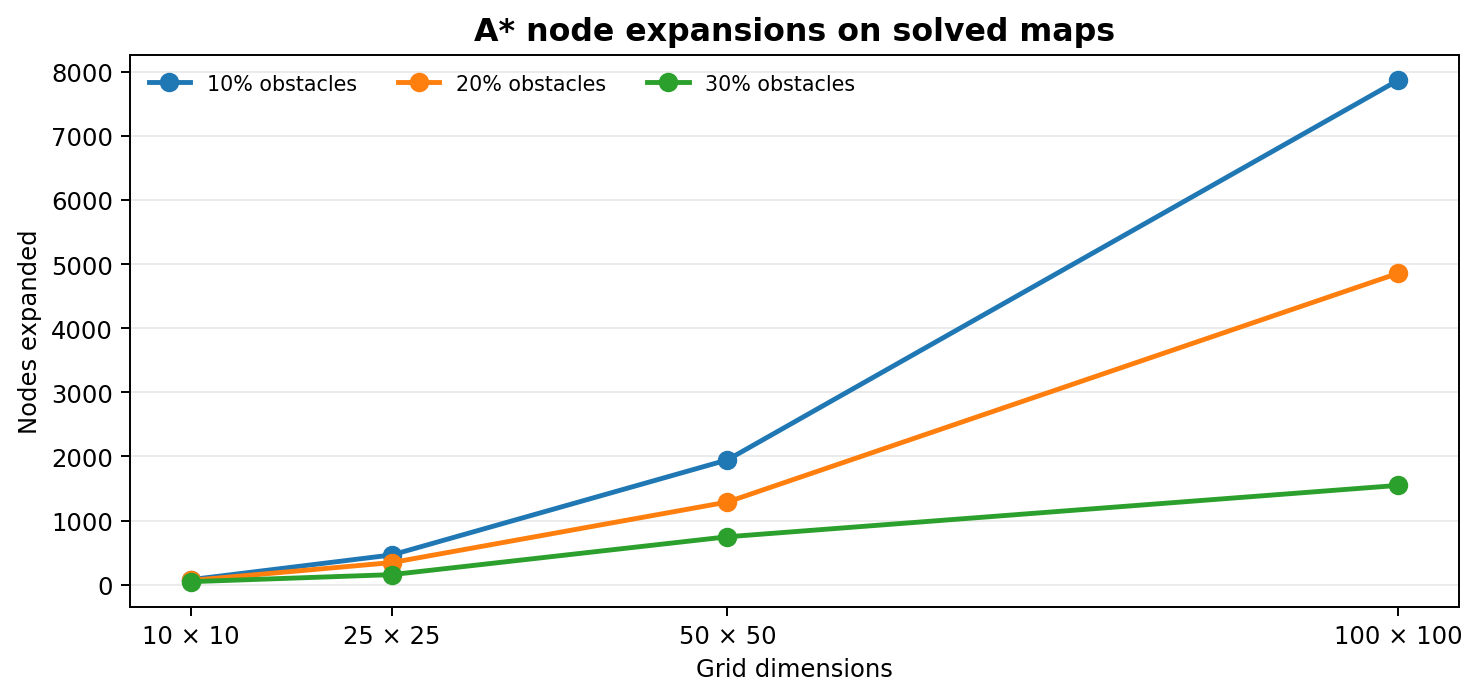 A* node expansions on solved maps
10% obstacles 20% obstacles 30% obstacles
8000
7000
6000
5000
4000
3000
2000
1000
0
Nodes expanded
10 × 10 25 × 25 50 × 50 100 × 100
Grid dimensions